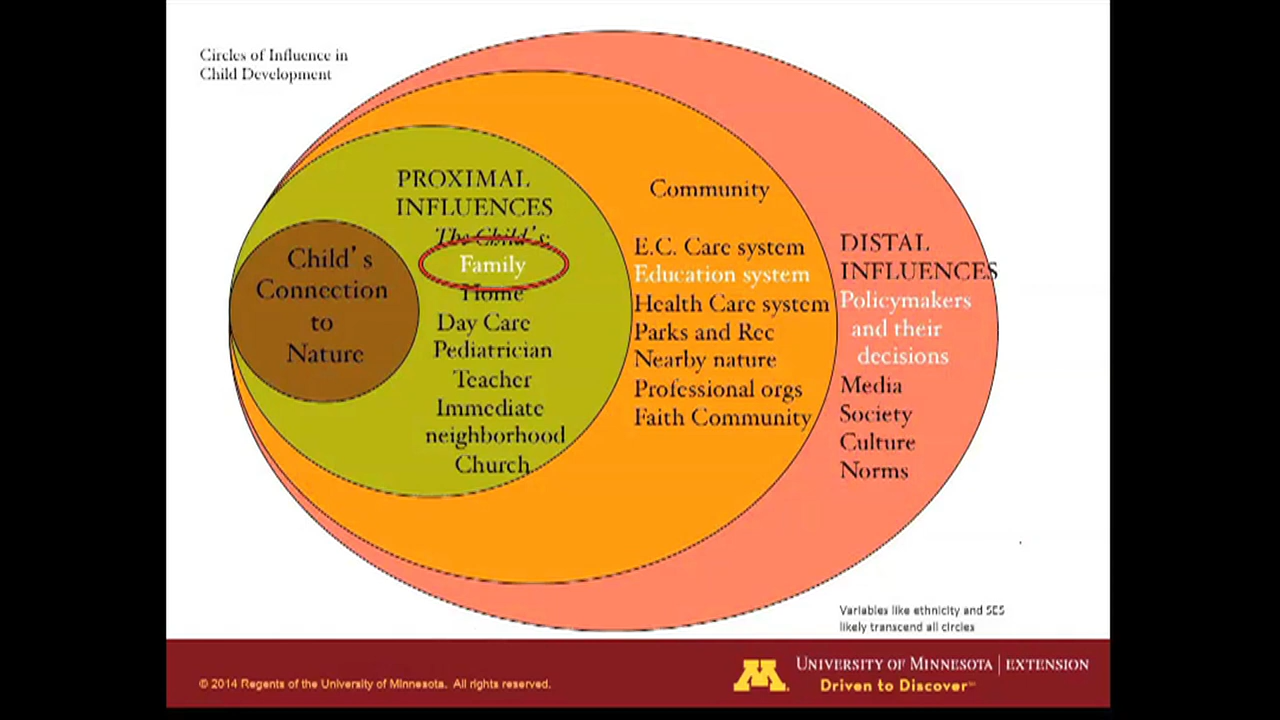 Circles of Influence in
Child Development
Child's
Connection
to
Nature
PROXIMAL
INFLUENCES
The Child's:
Family
Home
Day Care
Pediatrician
Teacher
Immediate
neighborhood
Church
Community
E.C. Care system
Education system
Health Care system
Parks and Rec
Nearby nature
Professional orgs
Faith Community
DISTAL
INFLUENCES
Policymakers
and their
decisions
Media
Society
Culture
Norms
Variables like ethnicity and SES
likely transcend all circles
© 2014 Regents of the University of Minnesota. All rights reserved.
M
UNIVERSITY OF MINNESOTA | EXTENSION
Driven to Discover℠